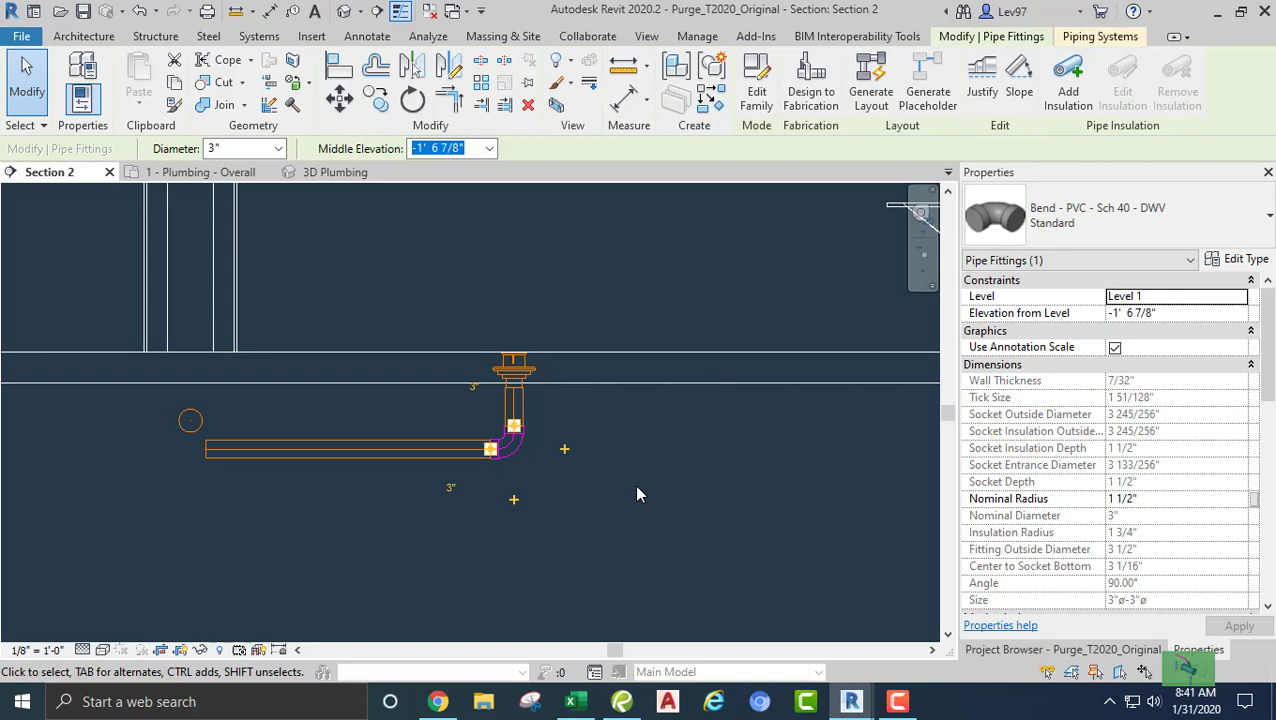 Autodesk Revit 2020.2 - Purge_T2020_Original - Section: Section 2
Lev97
File Architecture Structure Steel Systems Insert Annotate Analyze Massing & Site Collaborate View Manage Add-Ins BIM Interoperability Tools Modify | Pipe Fittings Piping Systems
Modify
Select
Properties
Paste
Clipboard
Cope
Cut
Join
Geometry
Modify
View
Measure
Create
Edit Family
Mode
Design to Fabrication
Fabrication
Generate Layout
Generate Placeholder
Layout
Justify
Slope
Edit
Add Insulation
Edit Insulation
Remove Insulation
Pipe Insulation
Modify | Pipe Fittings
Diameter: 3"
Middle Elevation: -1' 6 7/8"
Section 2
1 - Plumbing - Overall
3D Plumbing
3"
3"
Properties
Bend - PVC - Sch 40 - DWV
Standard
Pipe Fittings (1)
Edit Type
Constraints
Level Level 1
Elevation from Level -1' 6 7/8"
Graphics
Use Annotation Scale
Dimensions
Wall Thickness 7/32"
Tick Size 1 51/128"
Socket Outside Diameter 3 245/256"
Socket Insulation Outside... 3 245/256"
Socket Insulation Depth 1 1/2"
Socket Entrance Diameter 3 133/256"
Socket Depth 1 1/2"
Nominal Radius 1 1/2"
Nominal Diameter 3"
Insulation Radius 1 3/4"
Fitting Outside Diameter 3 1/2"
Center to Socket Bottom 3 1/16"
Angle 90.00°
Size 3"ø-3"ø
Properties help
Apply
Project Browser - Purge_T2020_Original
Properties
1/8" = 1'-0"
Click to select, TAB for alternates, CTRL adds, SHIFT unselects.
:0
Main Model
Start a web search
8:41 AM
1/31/2020